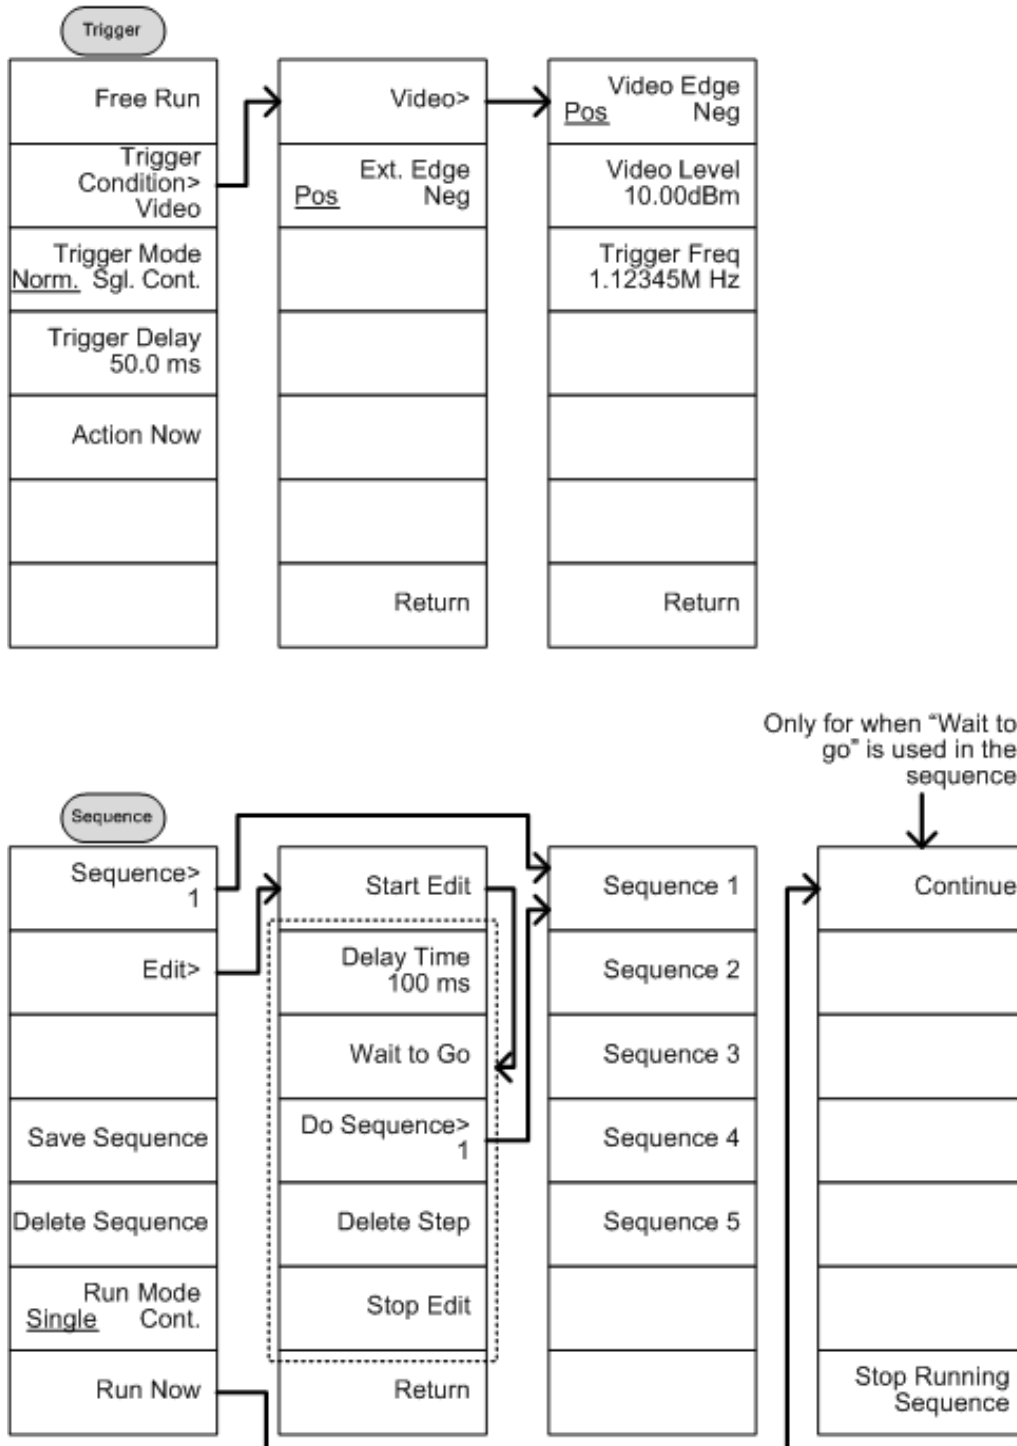 Trigger
Free Run
Trigger
Condition>
Video
Trigger Mode
Norm. Sgl. Cont.
Trigger Delay
50.0 ms
Action Now
Video>
Ext. Edge
Pos Neg
Return
Video Edge
Pos Neg
Video Level
10.00dBm
Trigger Freq
1.12345M Hz
Return
Only for when “Wait to
go” is used in the
sequence
Sequence
Sequence>
1
Edit>
Save Sequence
Delete Sequence
Run Mode
Single Cont.
Run Now
Start Edit
Delay Time
100 ms
Wait to Go
Do Sequence>
1
Delete Step
Stop Edit
Return
Sequence 1
Sequence 2
Sequence 3
Sequence 4
Sequence 5
Continue
Stop Running
Sequence